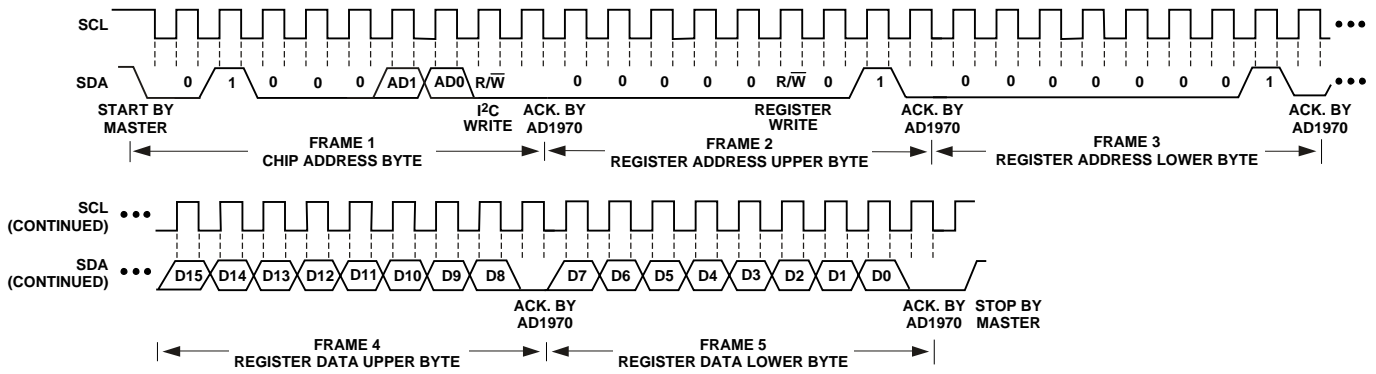 SCL
SDA 0 1 0 0 0 AD1 AD0 R/W̅ 0 0 0 0 0 R/W̅ 0 1 0 0 0 0 0 0 0 1
START BY MASTER
I²C WRITE
ACK. BY AD1970
REGISTER WRITE
ACK. BY AD1970
ACK. BY AD1970
FRAME 1
CHIP ADDRESS BYTE
FRAME 2
REGISTER ADDRESS UPPER BYTE
FRAME 3
REGISTER ADDRESS LOWER BYTE
SCL
(CONTINUED)
SDA
(CONTINUED)
D15 D14 D13 D12 D11 D10 D9 D8 D7 D6 D5 D4 D3 D2 D1 D0
ACK. BY AD1970
ACK. BY AD1970
STOP BY MASTER
FRAME 4
REGISTER DATA UPPER BYTE
FRAME 5
REGISTER DATA LOWER BYTE